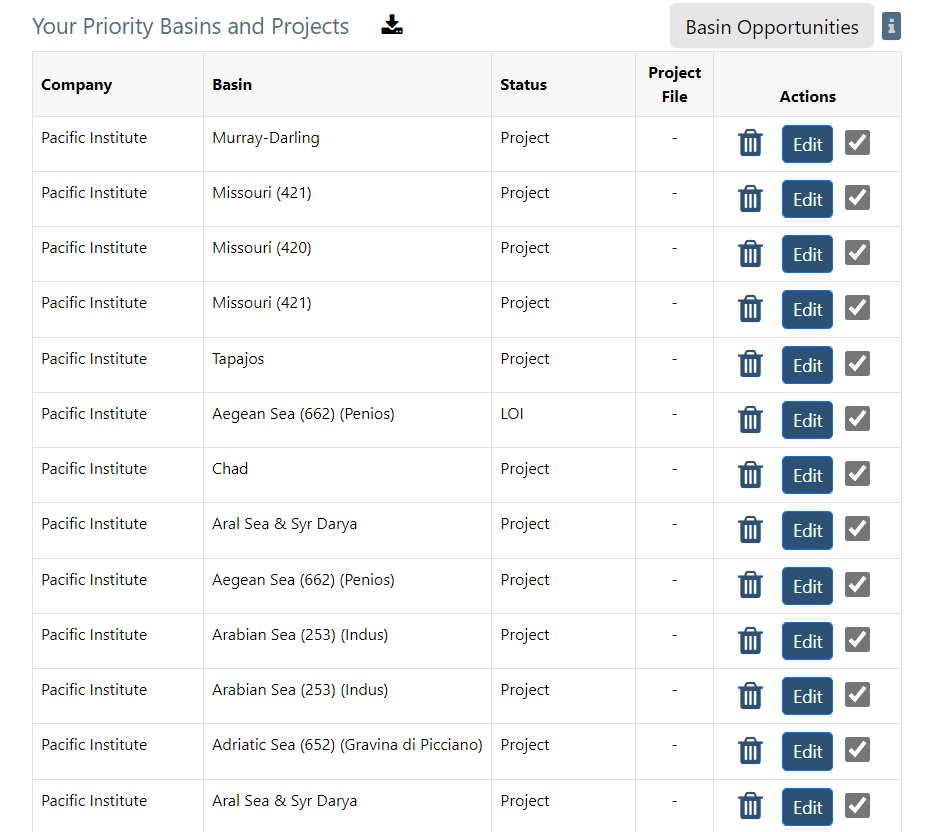 Your Priority Basins and Projects
Basin Opportunities i
Company Basin Status Project File Actions
Pacific Institute Murray-Darling Project - Edit
Pacific Institute Missouri (421) Project - Edit
Pacific Institute Missouri (420) Project - Edit
Pacific Institute Missouri (421) Project - Edit
Pacific Institute Tapajos Project - Edit
Pacific Institute Aegean Sea (662) (Penios) LOI - Edit
Pacific Institute Chad Project - Edit
Pacific Institute Aral Sea & Syr Darya Project - Edit
Pacific Institute Aegean Sea (662) (Penios) Project - Edit
Pacific Institute Arabian Sea (253) (Indus) Project - Edit
Pacific Institute Arabian Sea (253) (Indus) Project - Edit
Pacific Institute Adriatic Sea (652) (Gravina di Picciano) Project - Edit
Pacific Institute Aral Sea & Syr Darya Project - Edit